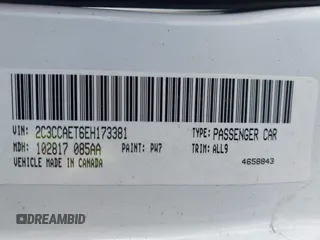 VIN: 2C3CCAET6EH173381 TYPE: PASSENGER CAR
MDH: 102817 085AA PAINT: PW7 TRIM: ALL9
VEHICLE MADE IN CANADA 4658843
DREAMBID